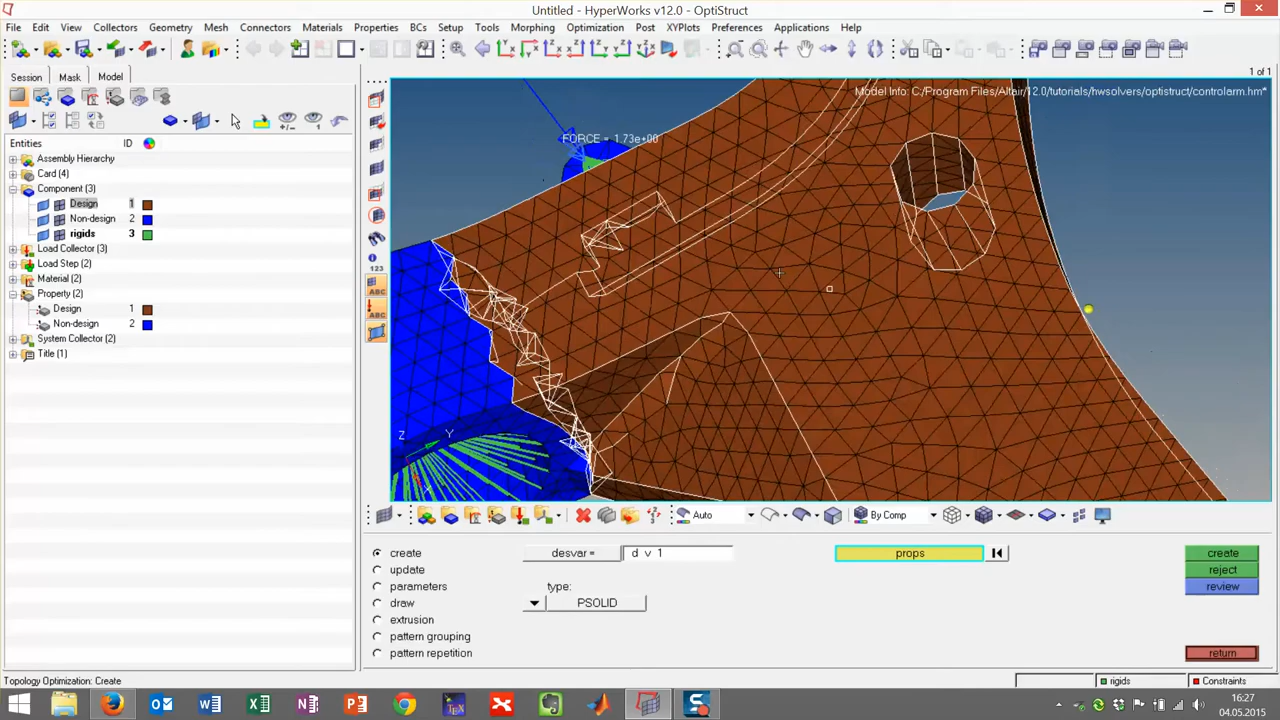 Untitled - HyperWorks v12.0 - OptiStruct
File Edit View Collectors Geometry Mesh Connectors Materials Properties BCs Setup Tools Morphing Optimization Post XYPlots Preferences Applications Help
1 of 1
Session Mask Model
Model Info: C:/Program Files/Altair/12.0/tutorials/hwsolvers/optistruct/controlarm.hm*
Entities ID
Assembly Hierarchy
Card (4)
Component (3)
Design 1
Non-design 2
rigids 3
Load Collector (3)
Load Step (2)
Material (2)
Property (2)
Design 1
Non-design 2
System Collector (2)
Title (1)
123
ABC
ABC
FORCE = 1.73e+00
Z Y
Auto By Comp
create desvar = d v 1 props create
update type: reject
parameters review
draw PSOLID
extrusion
pattern grouping
pattern repetition return
Topology Optimization: Create rigids Constraints
16:27
04.05.2015